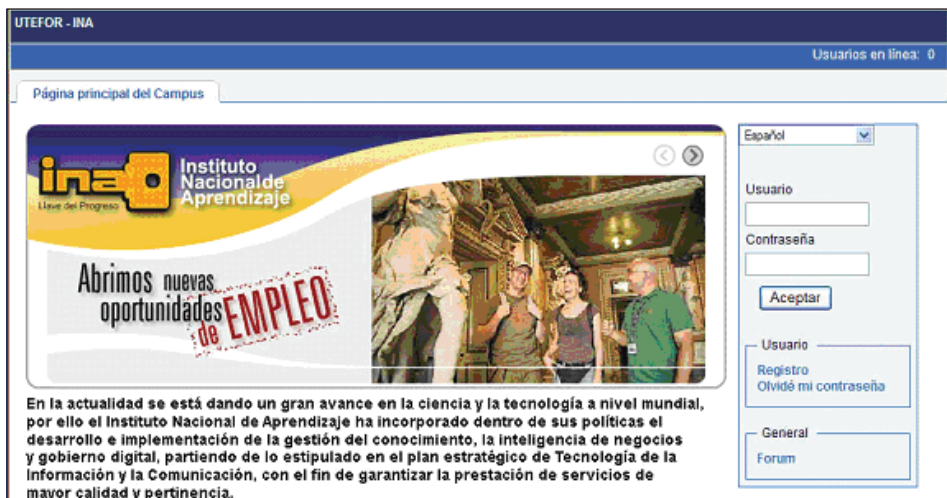 UTEFOR - INA
Usuarios en línea: 0
Página principal del Campus
ina
Llave del Progreso
Instituto
Nacional de
Aprendizaje
Abrimos nuevas
oportunidades
de EMPLEO
Español
Usuario
Contraseña
Aceptar
Usuario
Registro
Olvidé mi contraseña
General
Forum
En la actualidad se está dando un gran avance en la ciencia y la tecnología a nivel mundial,
por ello el Instituto Nacional de Aprendizaje ha incorporado dentro de sus políticas el
desarrollo e implementación de la gestión del conocimiento, la inteligencia de negocios
y gobierno digital, partiendo de lo estipulado en el plan estratégico de Tecnología de la
Información y la Comunicación, con el fin de garantizar la prestación de servicios de
mayor calidad y pertinencia.